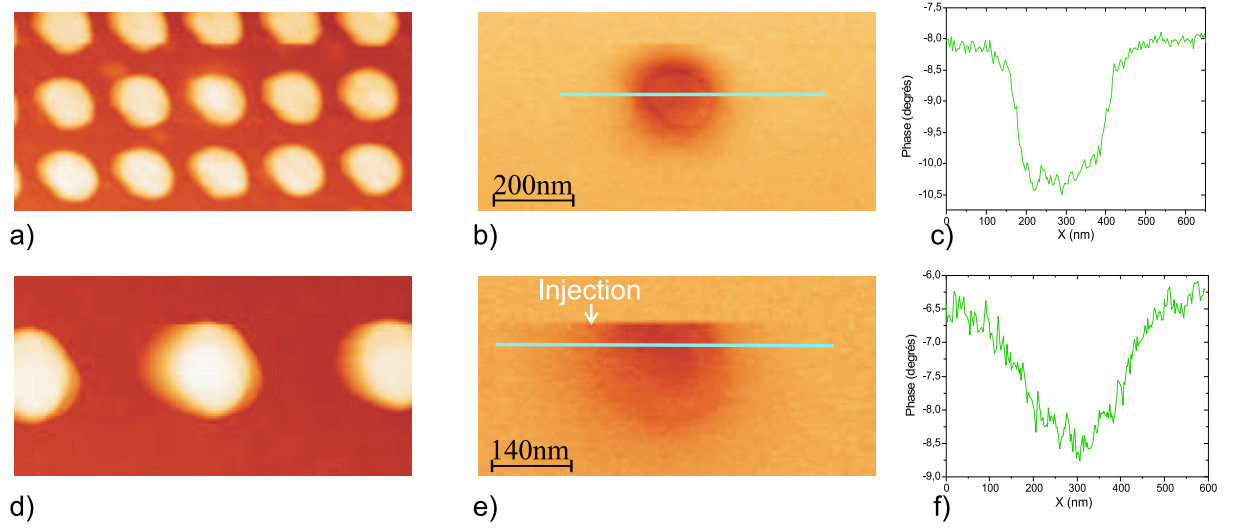 a)
200nm
b)
-7,5
-8,0
-8,5
-9,0
-9,5
-10,0
-10,5
Phase (degrés)
0 100 200 300 400 500 600
X (nm)
c)
d)
Injection
140nm
e)
-6,0
-6,5
-7,0
-7,5
-8,0
-8,5
-9,0
Phase (degrés)
0 100 200 300 400 500 600
X (nm)
f)